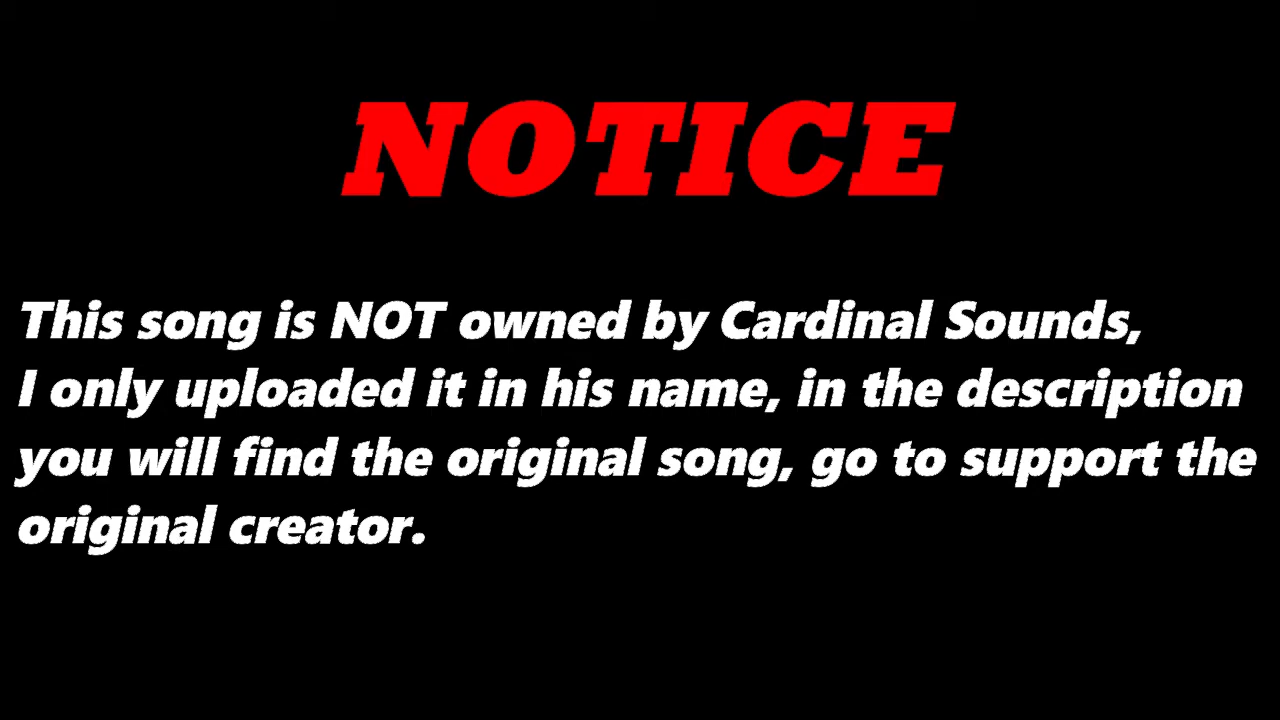 NOTICE
This song is NOT owned by Cardinal Sounds,
I only uploaded it in his name, in the description
you will find the original song, go to support the
original creator.